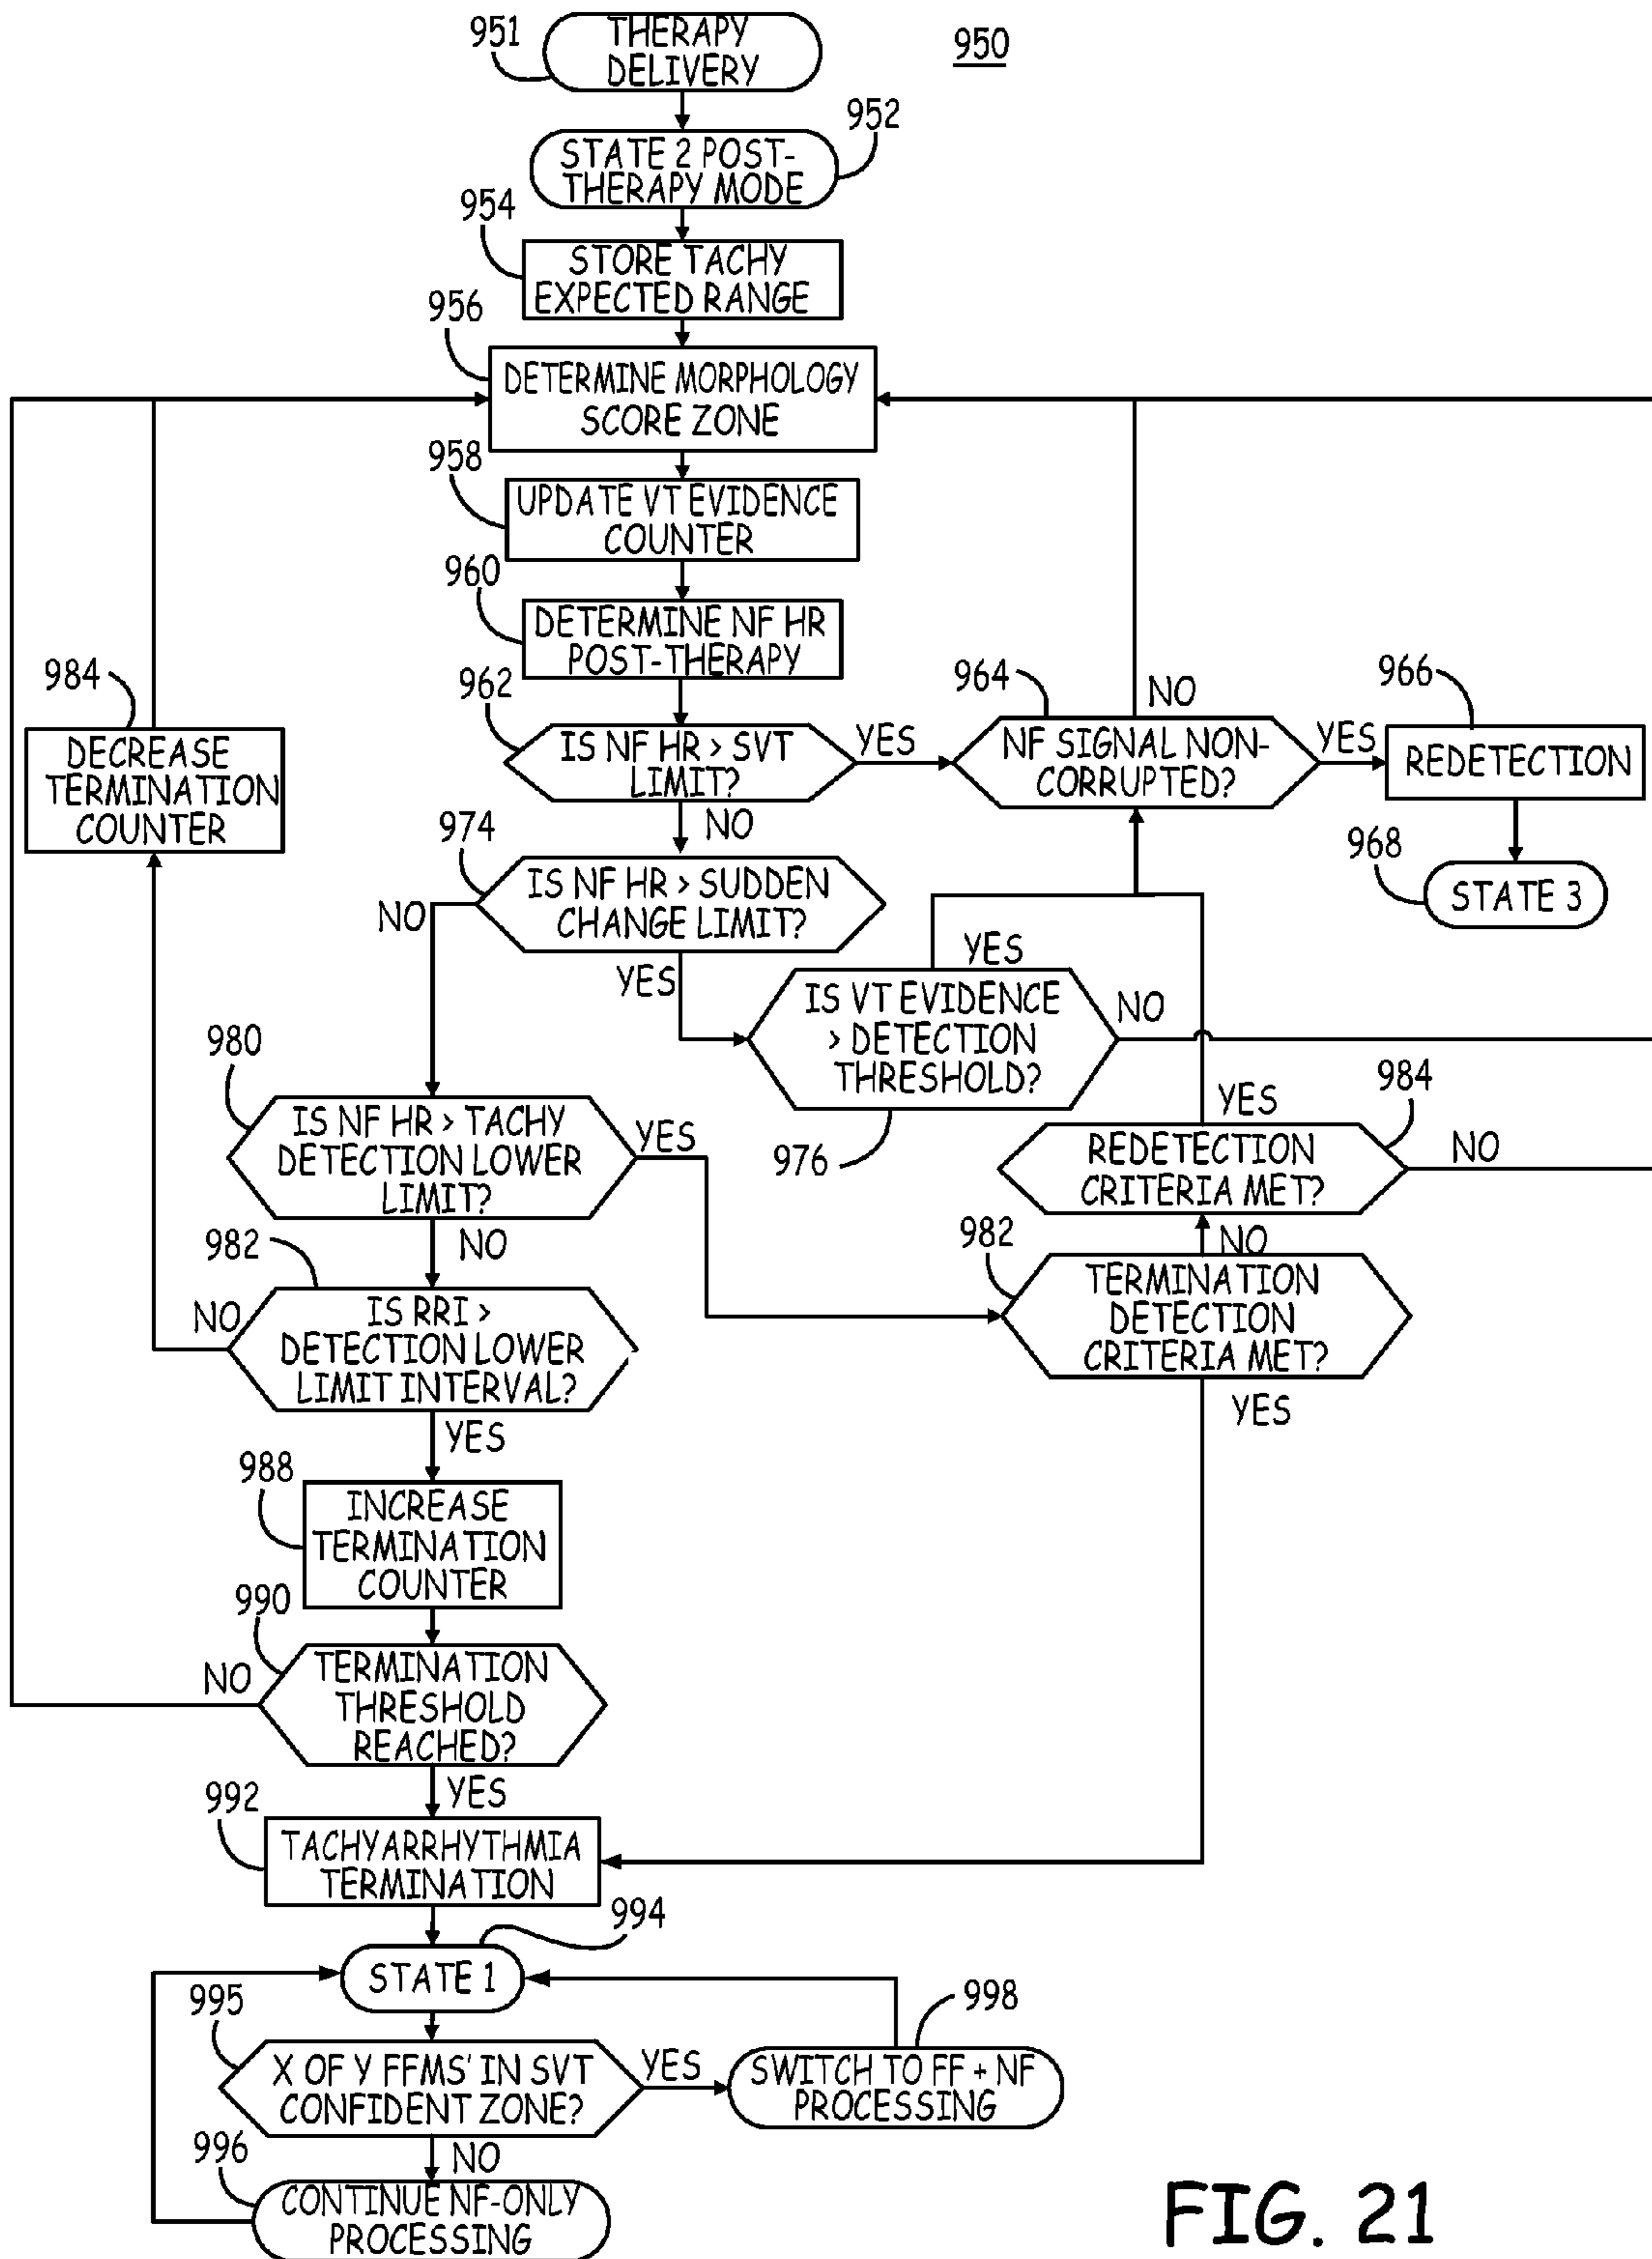 951
THERAPY
DELIVERY
950
952
STATE 2 POST-
THERAPY MODE
954
STORE TACHY
EXPECTED RANGE
956
DETERMINE MORPHOLOGY
SCORE ZONE
958
UPDATE VT EVIDENCE
COUNTER
960
DETERMINE NF HR
POST-THERAPY
984
DECREASE
TERMINATION
COUNTER
962
IS NF HR > SVT
LIMIT?
YES
NO
964
NF SIGNAL NON-
CORRUPTED?
NO
YES
966
REDETECTION
968
STATE 3
974
IS NF HR > SUDDEN
CHANGE LIMIT?
NO
YES
IS VT EVIDENCE
> DETECTION
THRESHOLD?
YES
NO
976
980
IS NF HR > TACHY
DETECTION LOWER
LIMIT?
YES
NO
984
REDETECTION
CRITERIA MET?
YES
NO
982
TERMINATION
DETECTION
CRITERIA MET?
NO
YES
982
IS RRI >
DETECTION LOWER
LIMIT INTERVAL?
NO
YES
988
INCREASE
TERMINATION
COUNTER
990
TERMINATION
THRESHOLD
REACHED?
NO
YES
992
TACHYARRHYTHMIA
TERMINATION
994
STATE 1
995
X OF Y FFMS' IN SVT
CONFIDENT ZONE?
YES
NO
998
SWITCH TO FF + NF
PROCESSING
996
CONTINUE NF-ONLY
PROCESSING
FIG. 21